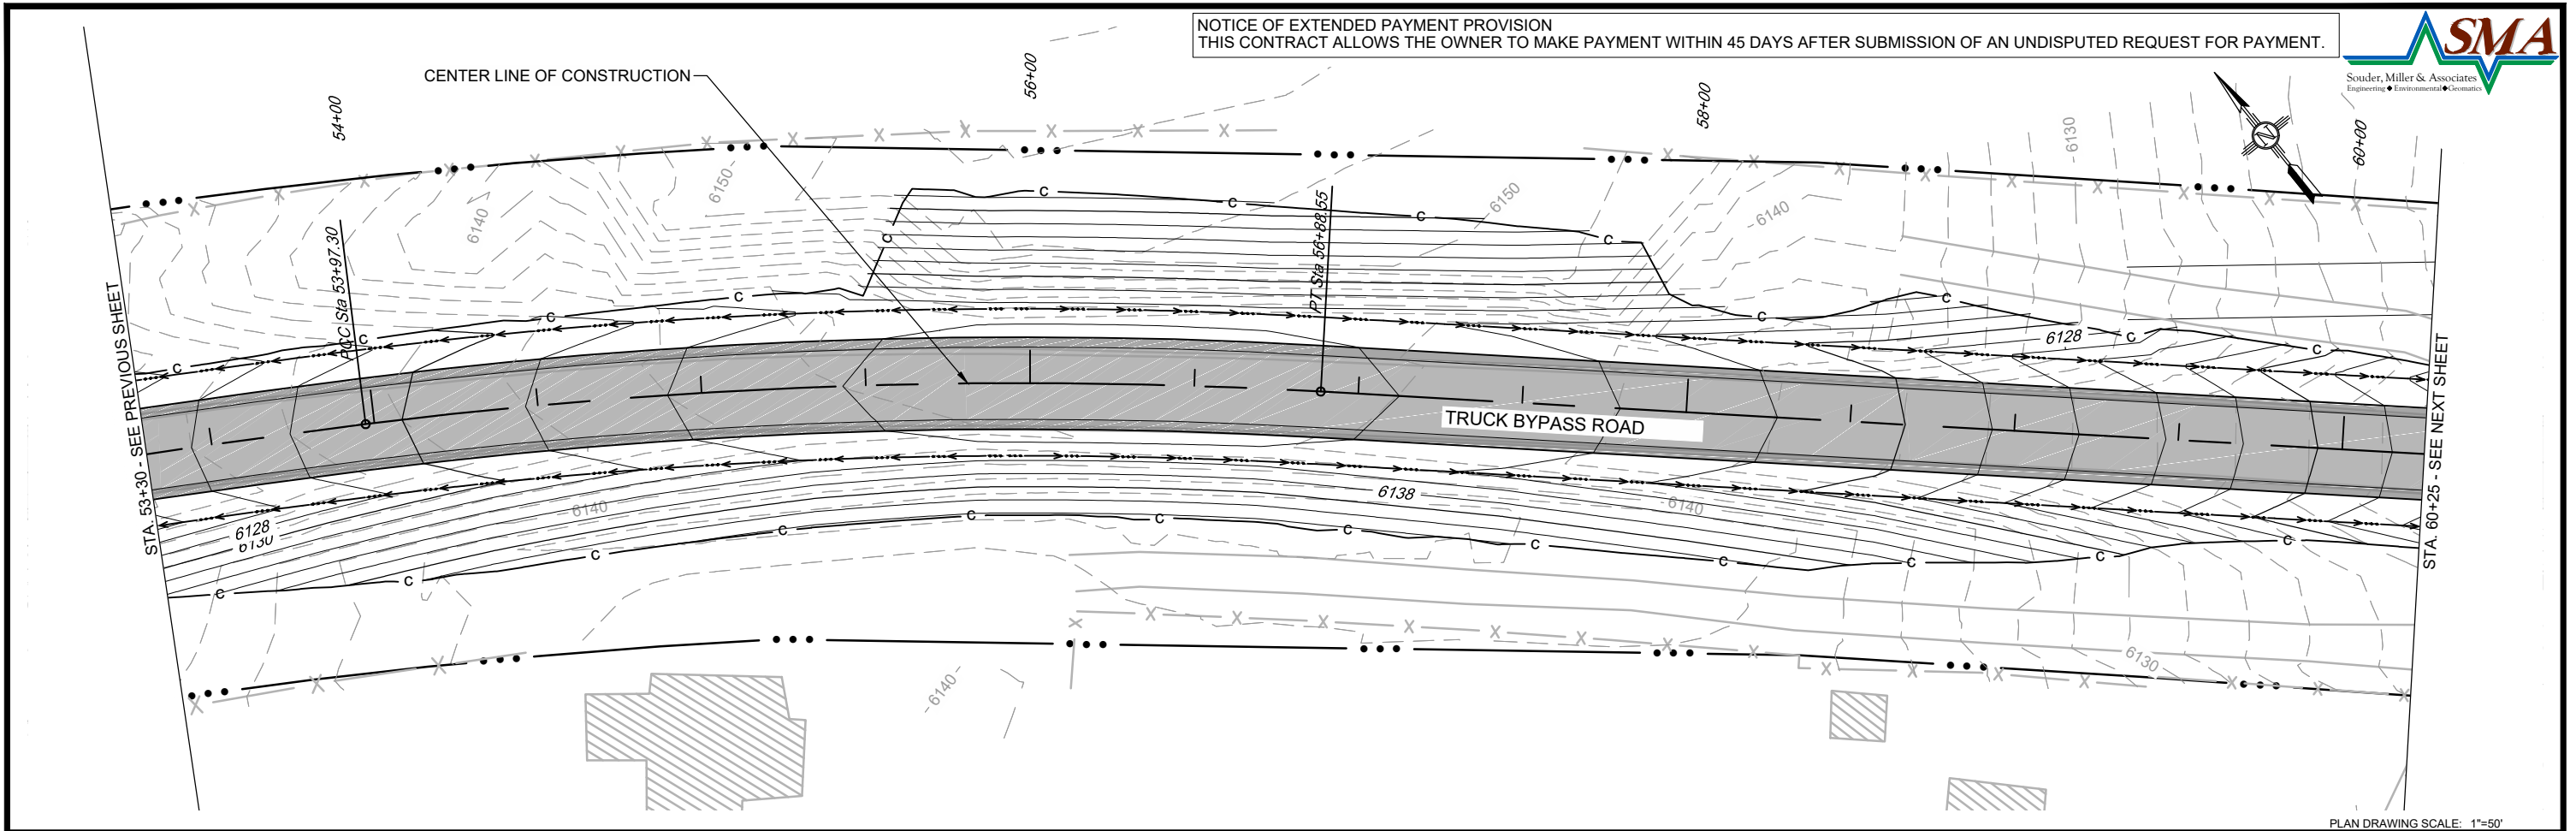 NOTICE OF EXTENDED PAYMENT PROVISION
THIS CONTRACT ALLOWS THE OWNER TO MAKE PAYMENT WITHIN 45 DAYS AFTER SUBMISSION OF AN UNDISPUTED REQUEST FOR PAYMENT.
SMA
Souder, Miller & Associates
Engineering ◆ Environmental ◆ Geomatics
CENTER LINE OF CONSTRUCTION
54+00
56+00
58+00
60+00
N
6130
6150
6140
6150
6140
PCC Sta 53+97.30
PT Sta 56+88.55
STA. 53+30 - SEE PREVIOUS SHEET
STA. 60+25 - SEE NEXT SHEET
6128
TRUCK BYPASS ROAD
6138
6140
6140
6128
6130
6130
6140
PLAN DRAWING SCALE: 1"=50'